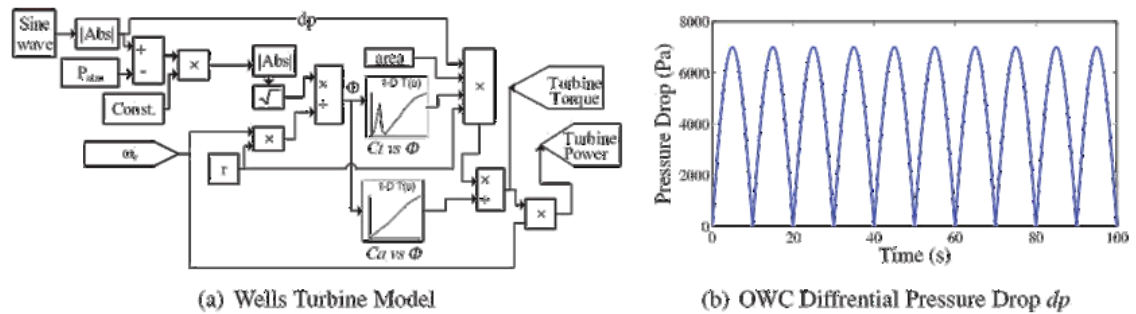 Sine
wave
|Abs|
dp
+
-
P_atm
Const.
×
|Abs|
√
×
÷
Φ
area
1-D T(u)
Ct vs Φ
×
ω_r
r
×
1-D T(u)
Ca vs Φ
×
÷
×
Turbine
Torque
Turbine
Power
(a) Wells Turbine Model
Pressure Drop (Pa)
8000
6000
4000
2000
0
0
20
40
60
80
100
Time (s)
(b) OWC Diffrential Pressure Drop dp